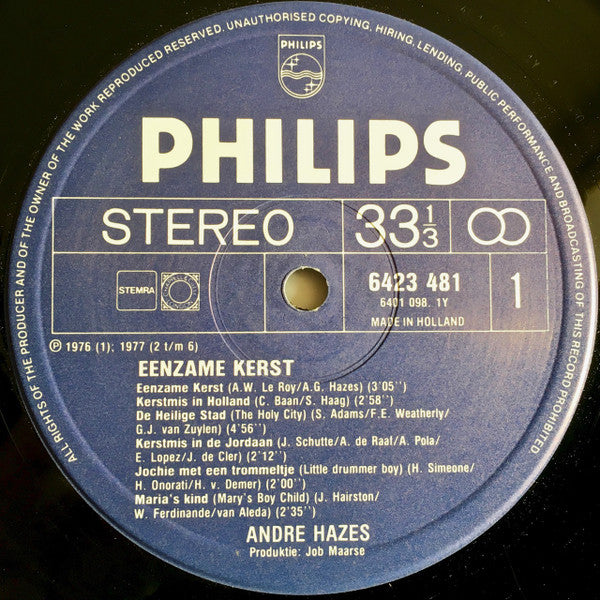 ALL RIGHTS OF THE PRODUCER AND OF THE OWNER OF THE WORK REPRODUCED RESERVED. UNAUTHORISED COPYING, HIRING, LENDING, PUBLIC PERFORMANCE AND BROADCASTING OF THIS RECORD PROHIBITED
PHILIPS
PHILIPS
STEREO 33 1/3
STEMRA
6423 481
6401 098. 1Y
MADE IN HOLLAND
1
Ⓟ 1976 (1); 1977 (2 t/m 6)
EENZAME KERST
Eenzame Kerst (A.W. Le Roy/A.G. Hazes) (3'05'')
Kerstmis in Holland (C. Baan/S. Haag) (2'58'')
De Heilige Stad (The Holy City) (S. Adams/F.E. Weatherly/
G.J. van Zuylen) (4'56'')
Kerstmis in de Jordaan (J. Schutte/A. de Raaf/A. Pola/
E. Lopez/J. de Cler) (2'12'')
Jochie met een trommeltje (Little drummer boy) (H. Simeone/
H. Onorati/H. v. Demer) (2'00'')
Maria's kind (Mary's Boy Child) (J. Hairston/
W. Ferdinande/van Aleda) (2'35'')
ANDRE HAZES
Produktie: Job Maarse